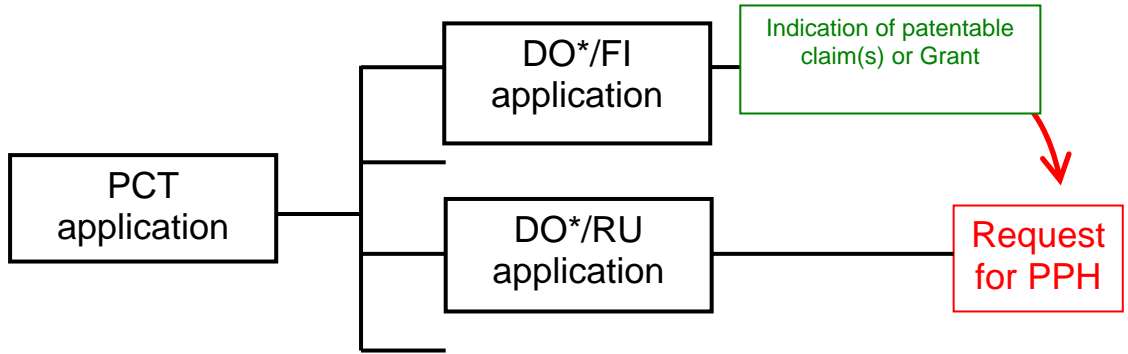 DO*/FI
application
Indication of patentable
claim(s) or Grant
PCT
application
DO*/RU
application
Request
for PPH